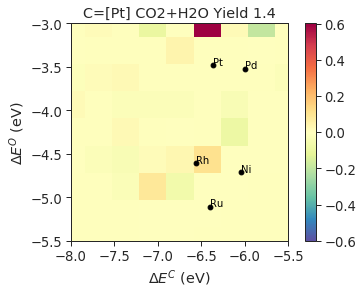 C=[Pt] CO2+H2O Yield 1.4
−3.0
−3.5
−4.0
−4.5
−5.0
−5.5
ΔE^O (eV)
Pt
Pd
Rh
Ni
Ru
−8.0 −7.5 −7.0 −6.5 −6.0 −5.5
ΔE^C (eV)
0.6
0.4
0.2
0.0
−0.2
−0.4
−0.6